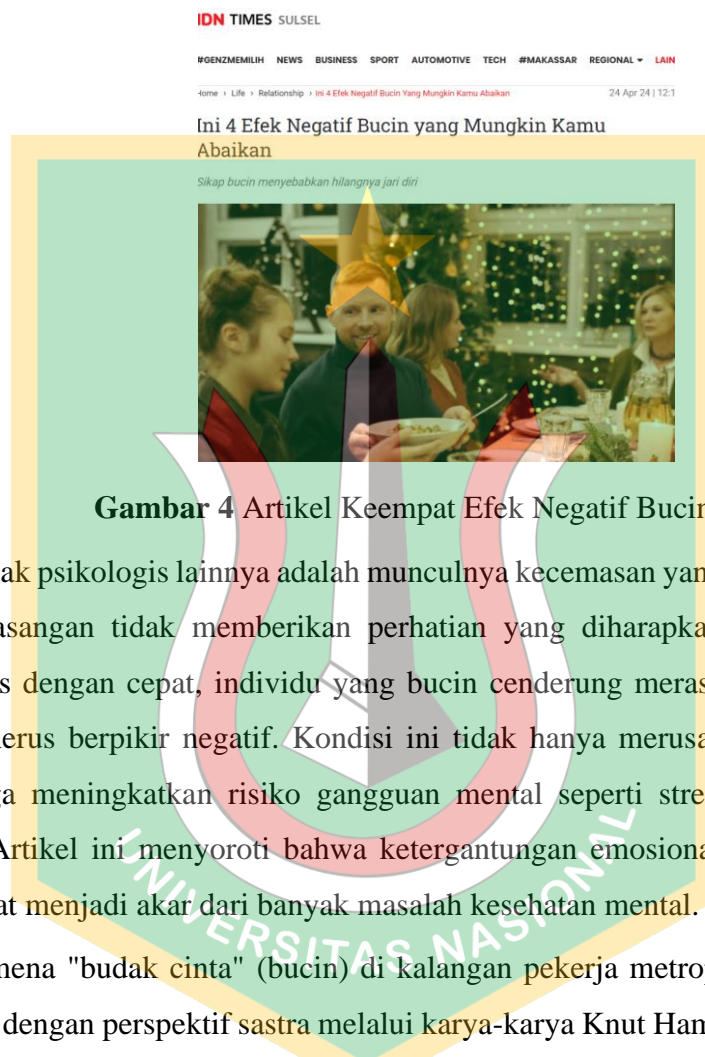 IDN TIMES SULSEL
#GENZMEMILIH NEWS BUSINESS SPORT AUTOMOTIVE TECH #MAKASSAR REGIONAL LAIN
Home › Life › Relationship › Ini 4 Efek Negatif Bucin Yang Mungkin Kamu Abaikan 24 Apr 24 | 12:1
Ini 4 Efek Negatif Bucin yang Mungkin Kamu
Abaikan
Sikap bucin menyebabkan hilangnya jari diri
Gambar 4 Artikel Keempat Efek Negatif Bucin
ak psikologis lainnya adalah munculnya kecemasan yan
asangan tidak memberikan perhatian yang diharapka
s dengan cepat, individu yang bucin cenderung meras
nerus berpikir negatif. Kondisi ini tidak hanya merusa
ga meningkatkan risiko gangguan mental seperti stre
Artikel ini menyoroti bahwa ketergantungan emosiona
at menjadi akar dari banyak masalah kesehatan mental.
mena "budak cinta" (bucin) di kalangan pekerja metrop
dengan perspektif sastra melalui karya-karya Knut Ham
UNIVERSITAS NASIONAL